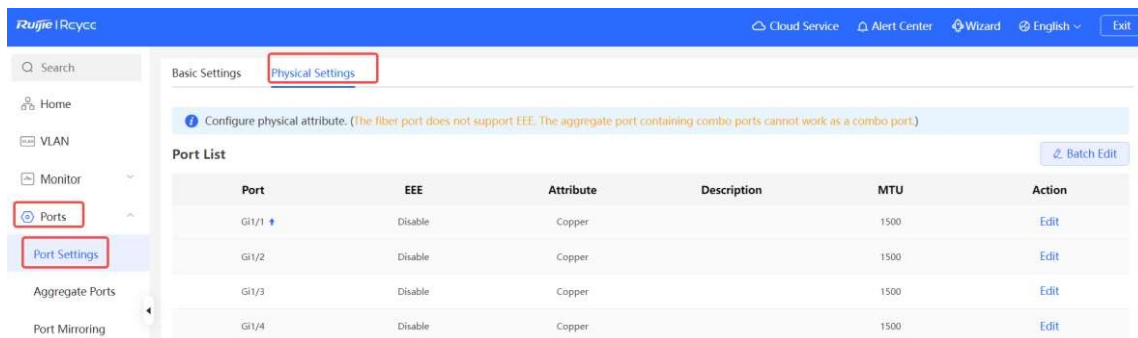 Ruijie | Rcycc Cloud Service Alert Center Wizard English Exit
Search
Basic Settings Physical Settings
Home
Configure physical attribute. (The fiber port does not support EEE. The aggregate port containing combo ports cannot work as a combo port.)
VLAN
Port List Batch Edit
Monitor
Port EEE Attribute Description MTU Action
Ports
Gi1/1 Disable Copper 1500 Edit
Port Settings
Gi1/2 Disable Copper 1500 Edit
Aggregate Ports
Gi1/3 Disable Copper 1500 Edit
Port Mirroring
Gi1/4 Disable Copper 1500 Edit